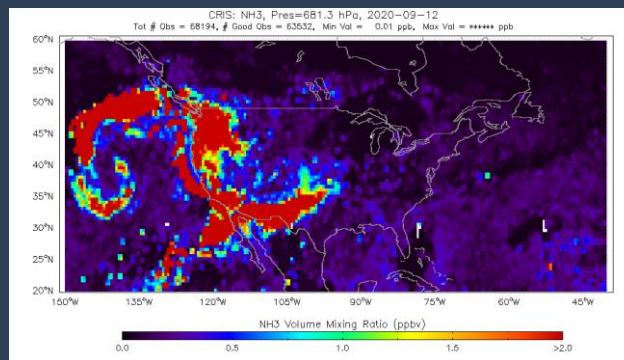 CRIS: NH3, Pres=681.3 hPa, 2020-09-12
Tot # Obs = 68194, # Good Obs = 63632, Min Val = 0.01 ppb, Max Val = ****** ppb
60°N
55°N
50°N
45°N
40°N
35°N
30°N
25°N
20°N
150°W 135°W 120°W 105°W 90°W 75°W 60°W 45°W
NH3 Volume Mixing Ratio (ppbv)
0.0 0.5 1.0 1.5 >2.0